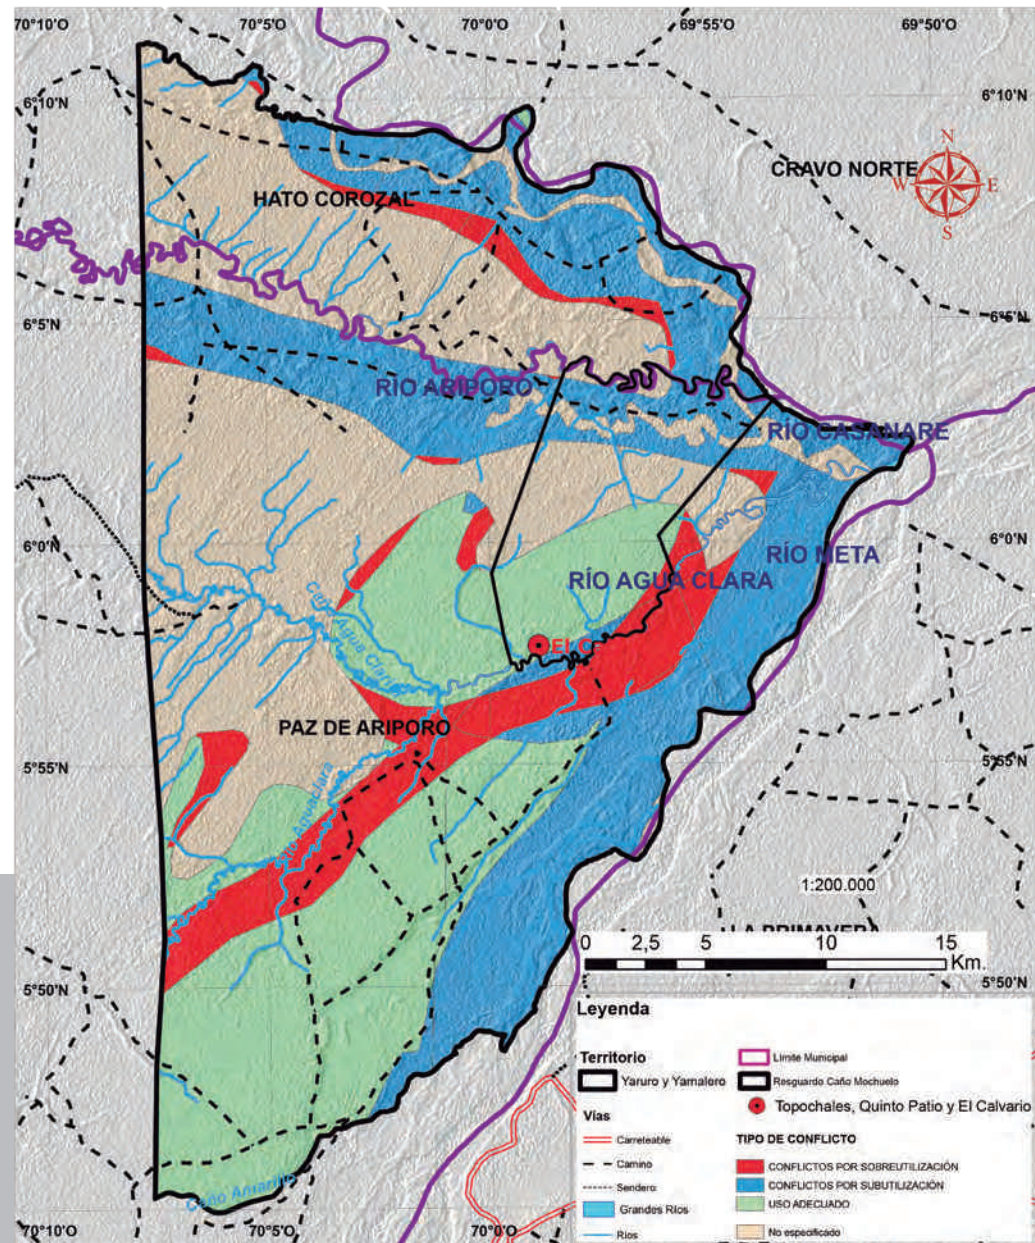 70°10'O 70°5'O 70°0'O 69°55'O 69°50'O
6°10'N 6°10'N
CRAVO NORTE
N
W E
S
HATO COROZAL
6°5'N 6°5'N
RÍO ARIPORO
RÍO CASANARE
6°0'N 6°0'N
RÍO META
RÍO AGUA CLARA
Caño Agua Clara
El C
PAZ DE ARIPORO
5°55'N 5°55'N
Río Aguaclara
1:200.000
LA PRIMAVERA
0 2,5 5 10 15
Km.
5°50'N 5°50'N
Leyenda
Territorio
Yaruro y Yamalero
Vías
Carreteable
Camino
Sendero
Grandes Ríos
Ríos
Límite Municipal
Resguardo Caño Mochuelo
Topochales, Quinto Patio y El Calvario
TIPO DE CONFLICTO
CONFLICTOS POR SOBREUTILIZACIÓN
CONFLICTOS POR SUBUTILIZACIÓN
USO ADECUADO
No especificado
Caño Amarillo
70°10'O 70°5'O 70°0'O